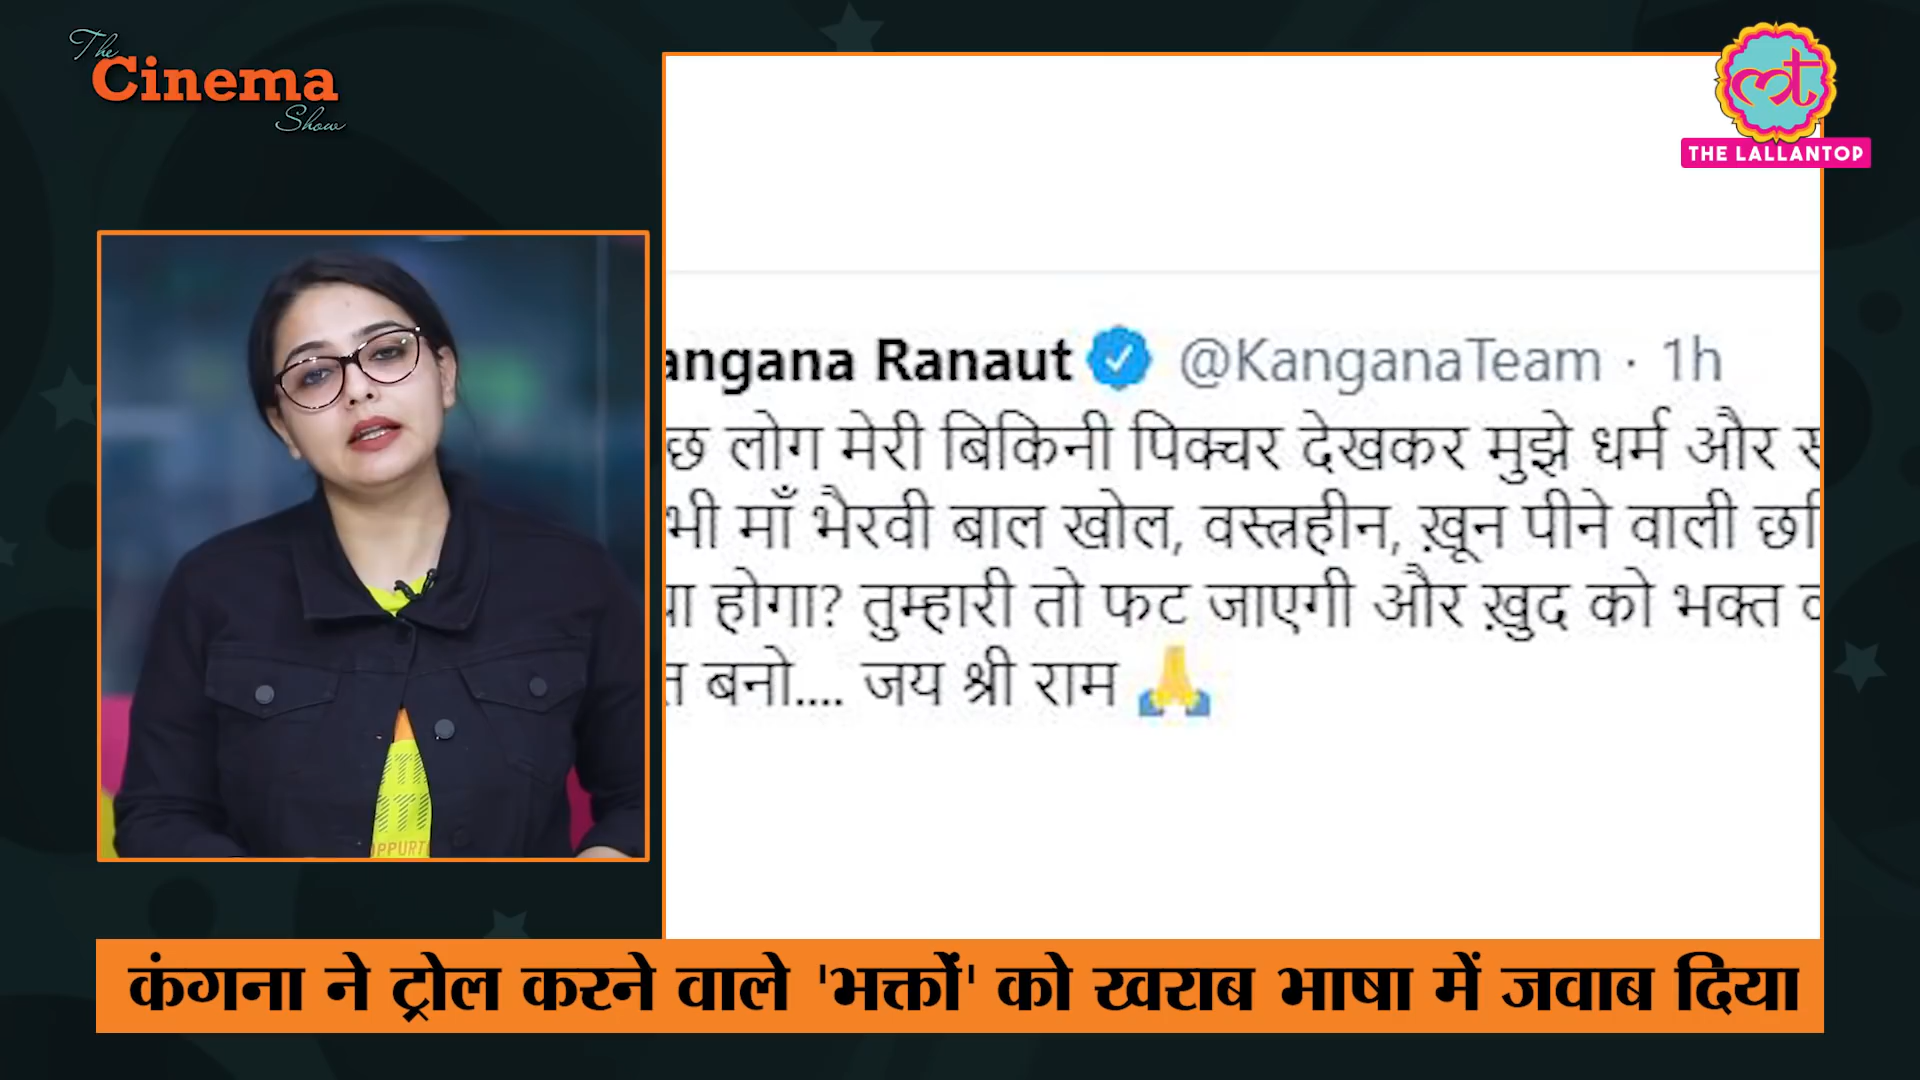 The
Cinema
Show
THE LALLANTOP
angana Ranaut @KanganaTeam · 1h
छ लोग मेरी बिकिनी पिक्चर देखकर मुझे धर्म और
भी माँ भैरवी बाल खोल, वस्त्रहीन, ख़ून पीने वाली
होगा? तुम्हारी तो फट जाएगी और ख़ुद को भक्त
बनो.... जय श्री राम 🙏
कंगना ने ट्रोल करने वाले 'भक्तों' को खराब भाषा में जवाब दिया